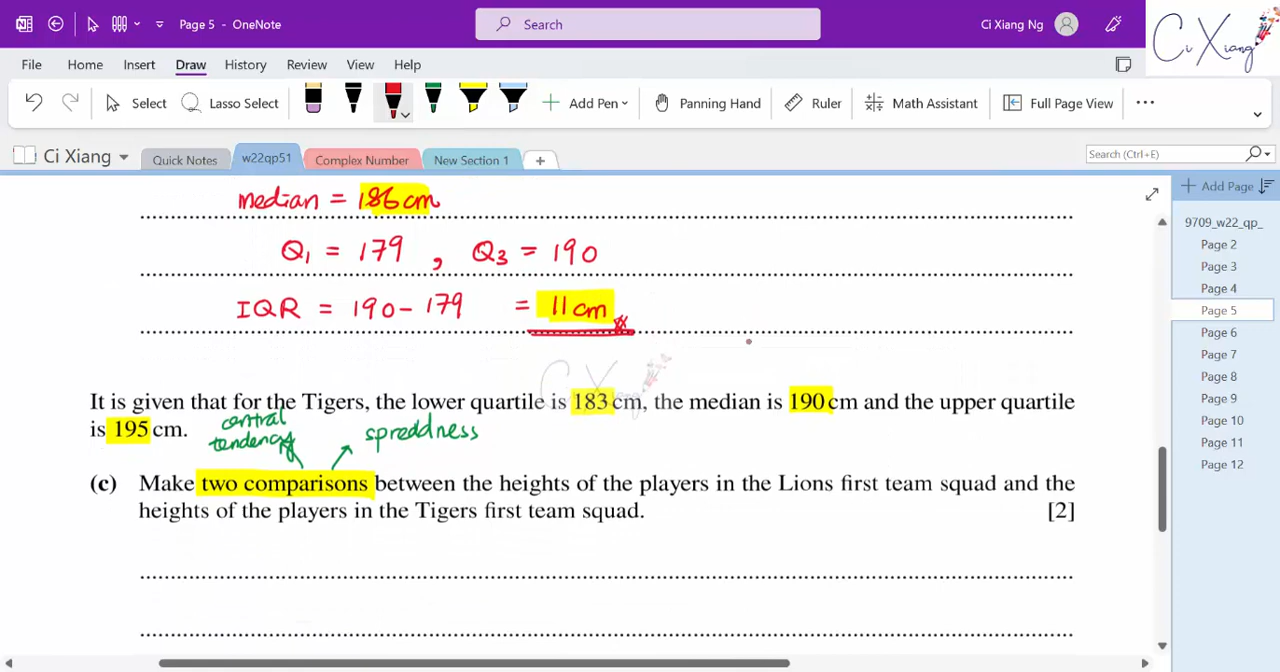 Page 5 - OneNote
Search
Ci Xiang Ng
Ci Xiang
File Home Insert Draw History Review View Help
Select Lasso Select Add Pen Panning Hand Ruler Math Assistant Full Page View
Ci Xiang Quick Notes w22qp51 Complex Number New Section 1 + Search (Ctrl+E)
Add Page
9709_w22_qp_
Page 2
Page 3
Page 4
Page 5
Page 6
Page 7
Page 8
Page 9
Page 10
Page 11
Page 12
median = 186 cm
Q1 = 179 , Q3 = 190
IQR = 190 - 179 = 11 cm
It is given that for the Tigers, the lower quartile is 183 cm, the median is 190 cm and the upper quartile
is 195 cm.
central
tendency
spreddness
(c) Make two comparisons between the heights of the players in the Lions first team squad and the
heights of the players in the Tigers first team squad. [2]